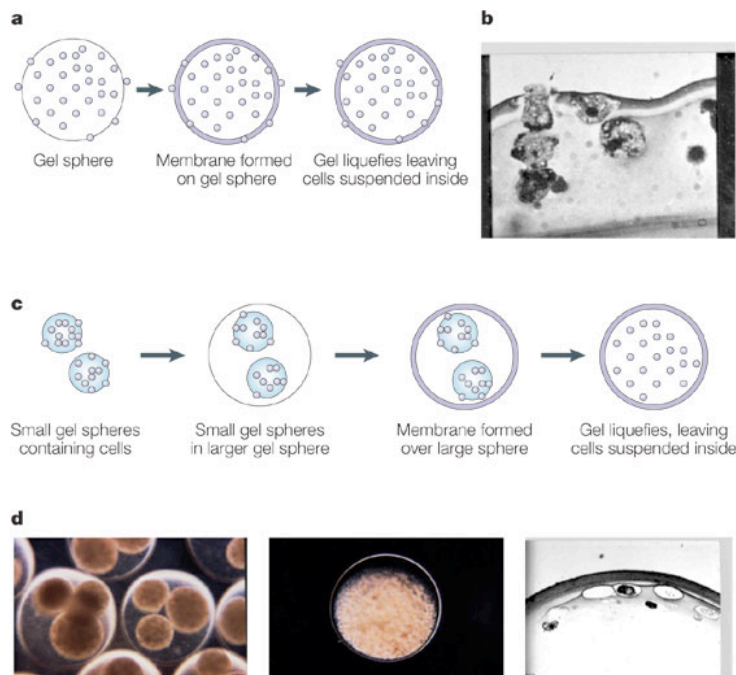 a
b
Gel sphere
Membrane formed
on gel sphere
Gel liquefies leaving
cells suspended inside
c
Small gel spheres
containing cells
Small gel spheres
in larger gel sphere
Membrane formed
over large sphere
Gel liquefies, leaving
cells suspended inside
d